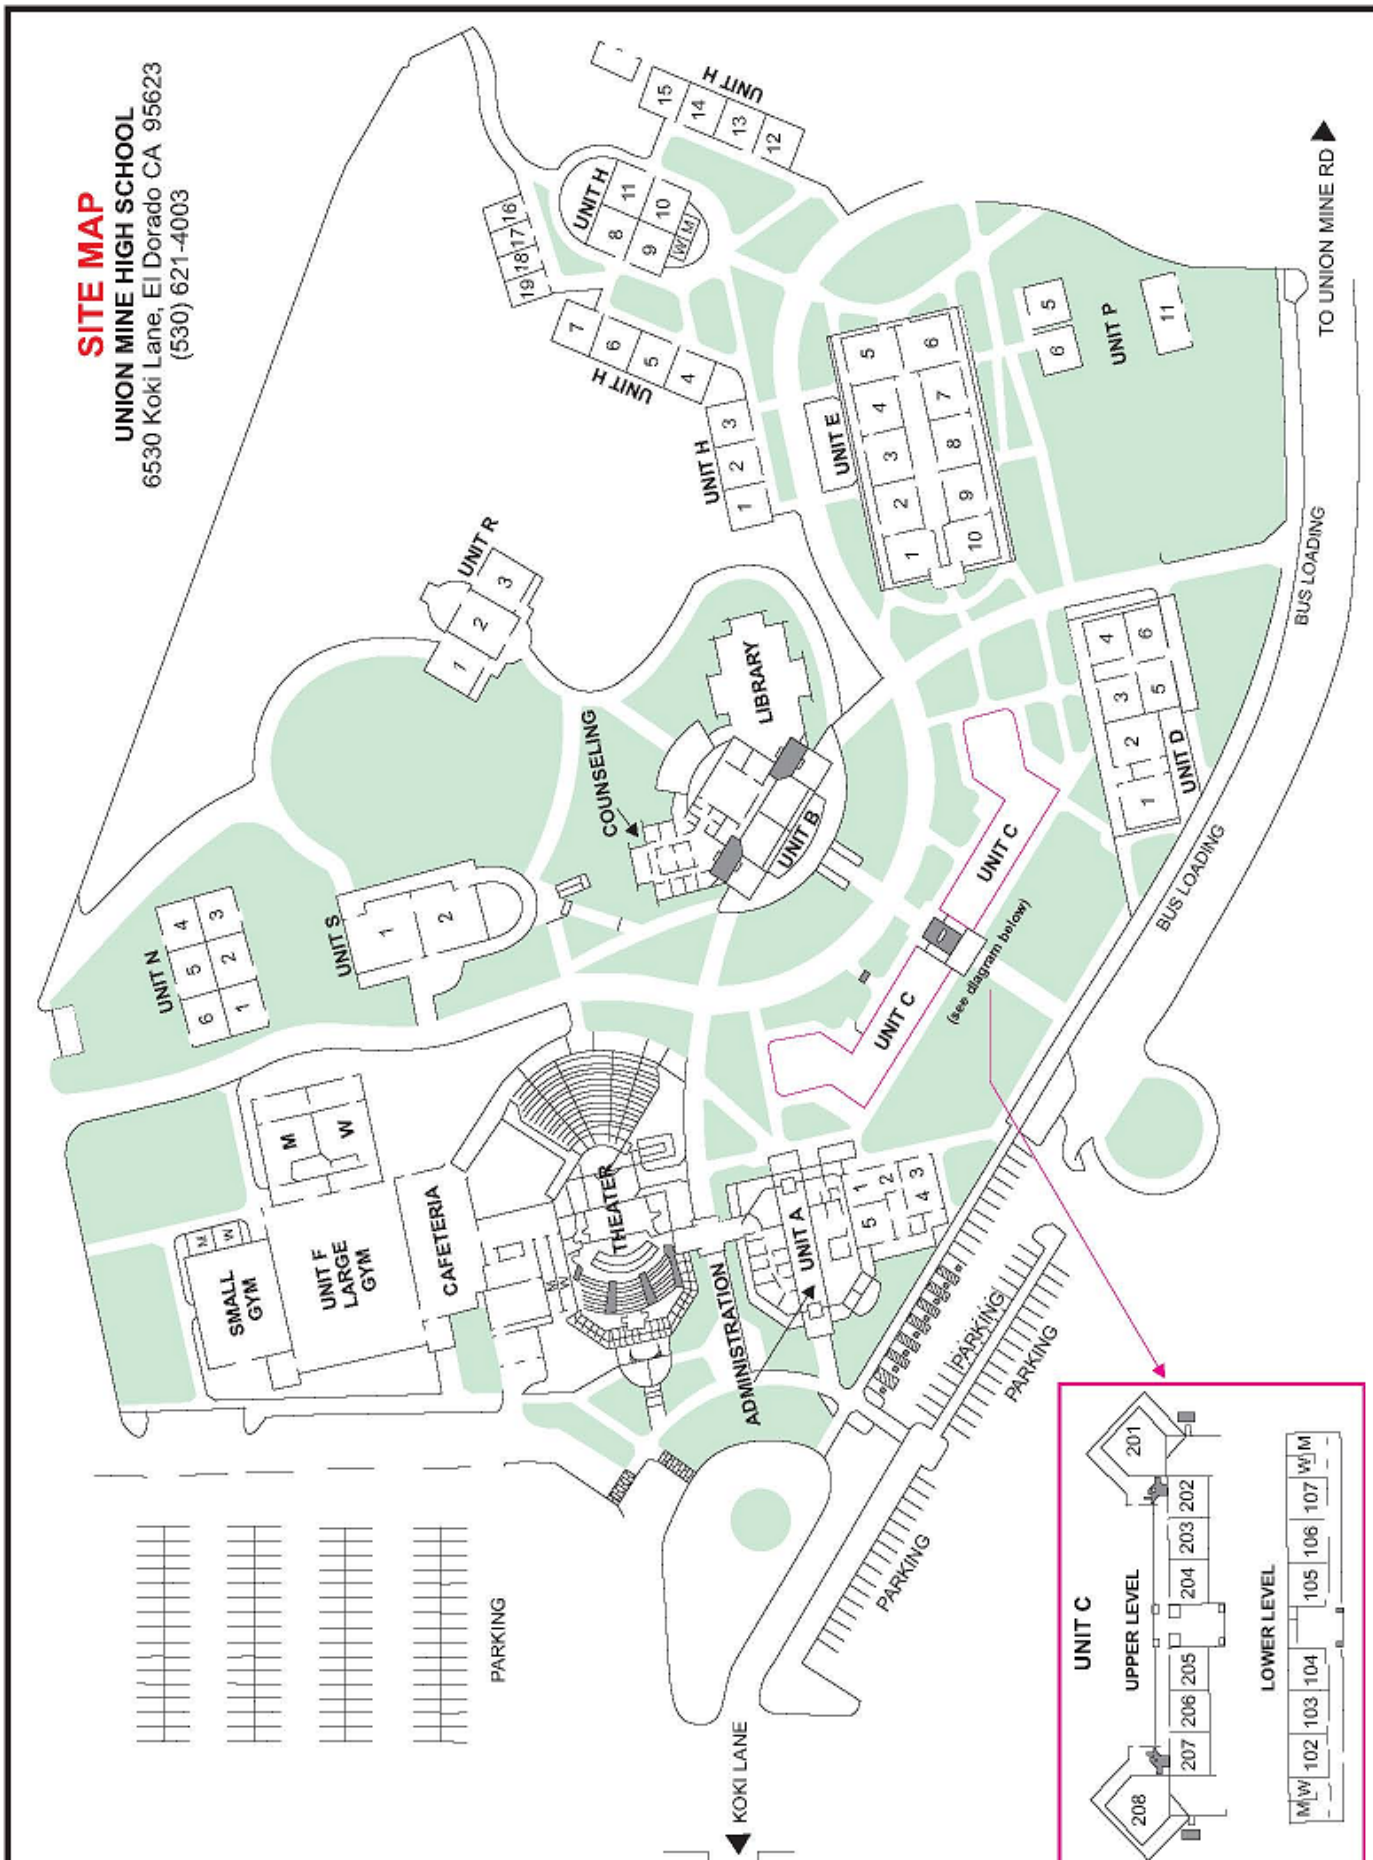 SITE MAP
UNION MINE HIGH SCHOOL
6530 Koki Lane, El Dorado CA 95623
(530) 621-4003
UNIT H
15
14
13
12
UNIT H
11
8
10
9
W M
16
17
18
19
7
6
5
4
UNIT H
UNIT H
3
2
1
UNIT R
3
2
1
UNIT E
5
4
3
2
1
6
7
8
9
10
5
6
UNIT P
11
TO UNION MINE RD
BUS LOADING
BUS LOADING
LIBRARY
COUNSELING
UNIT B
UNIT C
UNIT C
(see diagram below)
4
3
2
1
6
5
UNIT D
UNIT N
4
5
6
3
2
1
UNIT S
1
2
M
W
M
W
SMALL
GYM
UNIT F
LARGE
GYM
CAFETERIA
THEATER
M
W
UNIT A
1
2
3
4
5
ADMINISTRATION
PARKING
PARKING
PARKING
PARKING
KOKI LANE
UNIT C
UPPER LEVEL
201
202
203
204
205
206
207
208
LOWER LEVEL
M W 102 103 104 105 106 107 W M